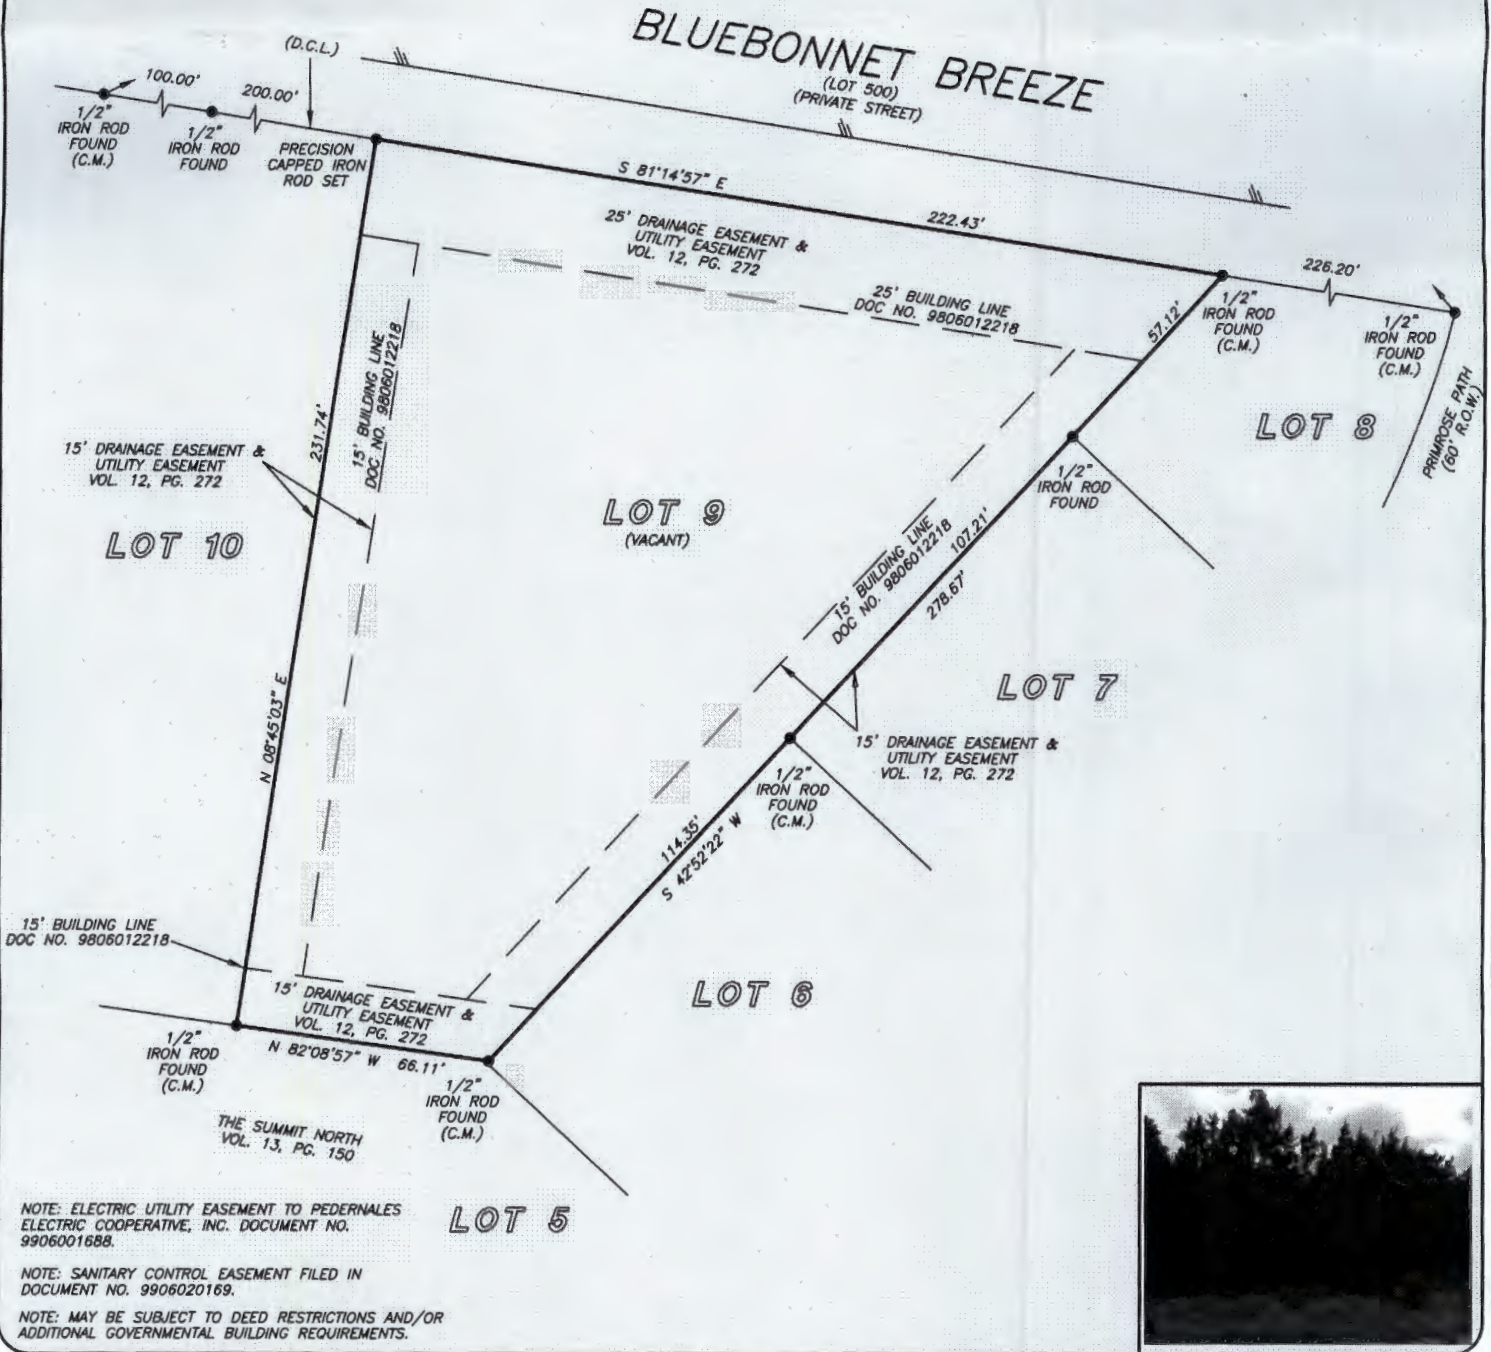 BLUEBONNET BREEZE
(LOT 500)
(PRIVATE STREET)
(D.C.L.)
100.00'
200.00'
1/2"
IRON ROD
FOUND
(C.M.)
1/2"
IRON ROD
FOUND
PRECISION
CAPPED IRON
ROD SET
S 81°14'57" E
222.43'
25' DRAINAGE EASEMENT &
UTILITY EASEMENT
VOL. 12, PG. 272
25' BUILDING LINE
DOC NO. 9806012218
226.20'
1/2"
IRON ROD
FOUND
(C.M.)
1/2"
IRON ROD
FOUND
(C.M.)
PRIMROSE PATH
(60' R.O.W.)
57.12'
LOT 8
1/2"
IRON ROD
FOUND
231.74'
15' BUILDING LINE
DOC NO. 9806012218
15' DRAINAGE EASEMENT &
UTILITY EASEMENT
VOL. 12, PG. 272
LOT 10
LOT 9
(VACANT)
15' BUILDING LINE
DOC NO. 9806012218
107.21'
278.67'
LOT 7
N 08°45'03" E
15' DRAINAGE EASEMENT &
UTILITY EASEMENT
VOL. 12, PG. 272
1/2"
IRON ROD
FOUND
(C.M.)
114.35'
S 42°52'22" W
15' BUILDING LINE
DOC NO. 9806012218
LOT 6
15' DRAINAGE EASEMENT &
UTILITY EASEMENT
VOL. 12, PG. 272
N 82°08'57" W 66.11'
1/2"
IRON ROD
FOUND
(C.M.)
1/2"
IRON ROD
FOUND
(C.M.)
THE SUMMIT NORTH
VOL. 13, PG. 150
LOT 5
NOTE: ELECTRIC UTILITY EASEMENT TO PEDERNALES
ELECTRIC COOPERATIVE, INC. DOCUMENT NO.
9906001688.
NOTE: SANITARY CONTROL EASEMENT FILED IN
DOCUMENT NO. 9906020169.
NOTE: MAY BE SUBJECT TO DEED RESTRICTIONS AND/OR
ADDITIONAL GOVERNMENTAL BUILDING REQUIREMENTS.